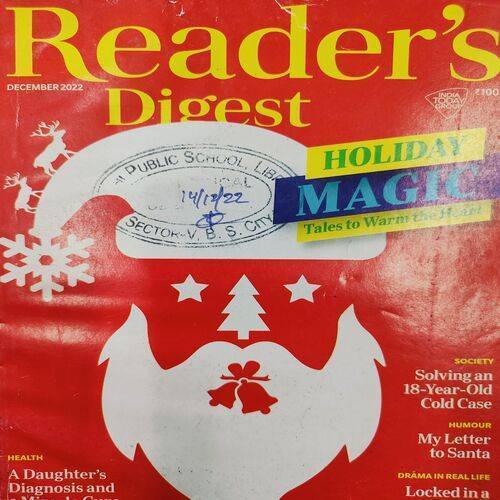 Reader's
Digest
DECEMBER 2022
INDIA
TODAY
GROUP
₹100
HOLIDAY
MAGIC
Tales to Warm the Heart
PUBLIC SCHOOL, LIB
14/12/22
SECTOR-V, B. S. CITY
SOCIETY
Solving an
18-Year-Old
Cold Case
HUMOUR
My Letter
to Santa
DRAMA IN REAL LIFE
Locked in a
HEALTH
A Daughter's
Diagnosis and